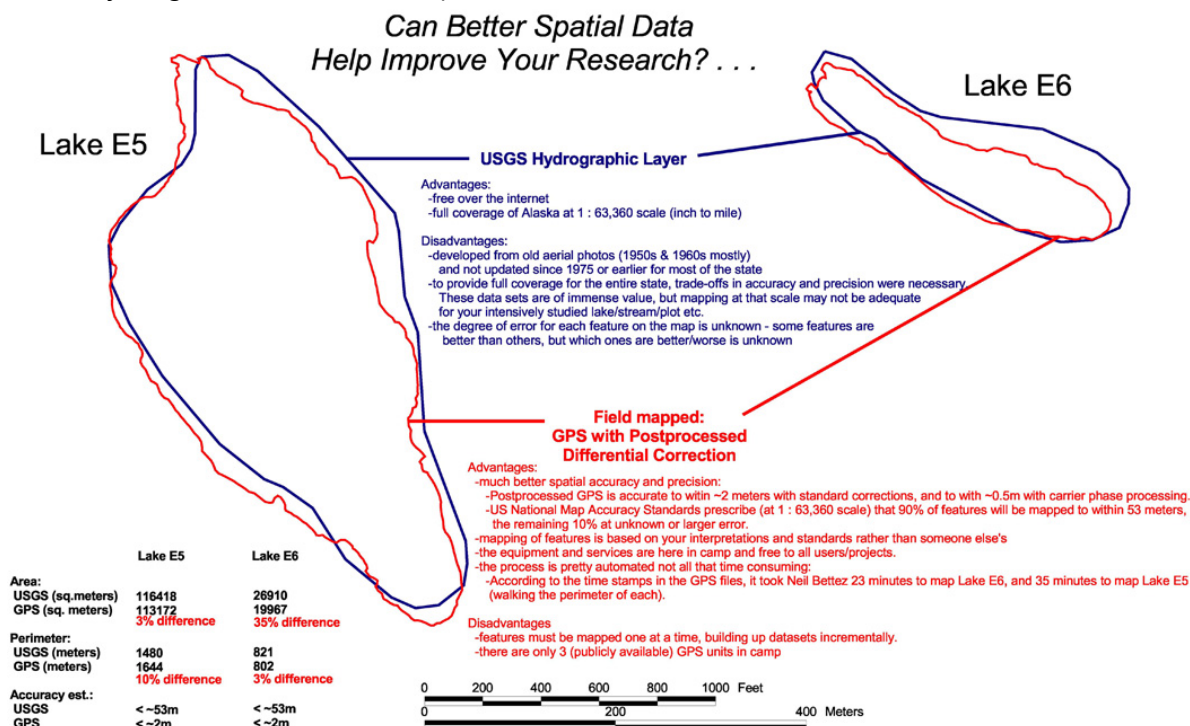 Can Better Spatial Data
Help Improve Your Research? . . .
Lake E5
Lake E6
USGS Hydrographic Layer
Advantages:
-free over the internet
-full coverage of Alaska at 1 : 63,360 scale (inch to mile)
Disadvantages:
-developed from old aerial photos (1950s & 1960s mostly)
and not updated since 1975 or earlier for most of the state
-to provide full coverage for the entire state, trade-offs in accuracy and precision were necessary.
These data sets are of immense value, but mapping at that scale may not be adequate
for your intensively studied lake/stream/plot etc.
-the degree of error for each feature on the map is unknown - some features are
better than others, but which ones are better/worse is unknown
Field mapped:
GPS with Postprocessed
Differential Correction
Advantages:
-much better spatial accuracy and precision:
-Postprocessed GPS is accurate to witin ~2 meters with standard corrections, and to with ~0.5m with carrier phase processing.
-US National Map Accuracy Standards prescribe (at 1 : 63,360 scale) that 90% of features will be mapped to within 53 meters,
the remaining 10% at unknown or larger error.
-mapping of features is based on your interpretations and standards rather than someone else's
-the equipment and services are here in camp and free to all users/projects.
-the process is pretty automated not all that time consuming:
-According to the time stamps in the GPS files, it took Neil Bettez 23 minutes to map Lake E6, and 35 minutes to map Lake E5
(walking the perimeter of each).
Disadvantages
-features must be mapped one at a time, building up datasets incrementally.
-there are only 3 (publicly available) GPS units in camp
Lake E5 Lake E6
Area:
USGS (sq.meters) 116418 26910
GPS (sq. meters) 113172 19967
3% difference 35% difference
Perimeter:
USGS (meters) 1480 821
GPS (meters) 1644 802
10% difference 3% difference
Accuracy est.:
USGS < ~53m < ~53m
GPS < ~2m < ~2m
0 200 400 600 800 1000 Feet
0 200 400 Meters